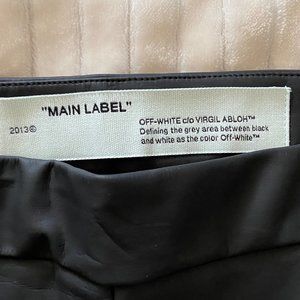 "MAIN LABEL"
2013©
OFF-WHITE c/o VIRGIL ABLOH™
Defining the grey area between black
and white as the color Off-White™